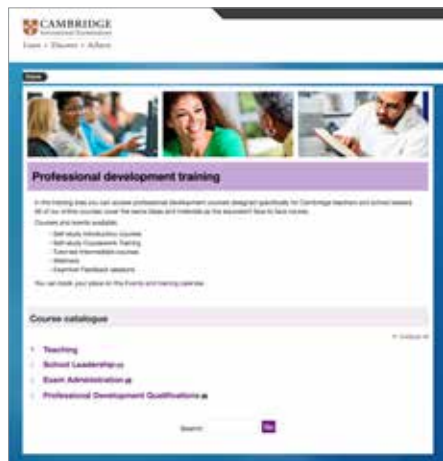 CAMBRIDGE
International Examinations
Learn • Discover • Achieve
Home
Professional development training
In this training area you can access professional development courses designed specifically for Cambridge teachers and school leaders.
All of our online courses cover the same ideas and materials as the equivalent face to face course.
Courses and events available:
- Self-study Introduction courses
- Self-study Coursework Training
- Tutor-led Intermediate courses
- Webinars
- Examiner Feedback sessions
You can book your place on the Events and training calendar.
Course catalogue
Teaching
School Leadership
Exam Administration
Professional Development Qualifications
Search
Go